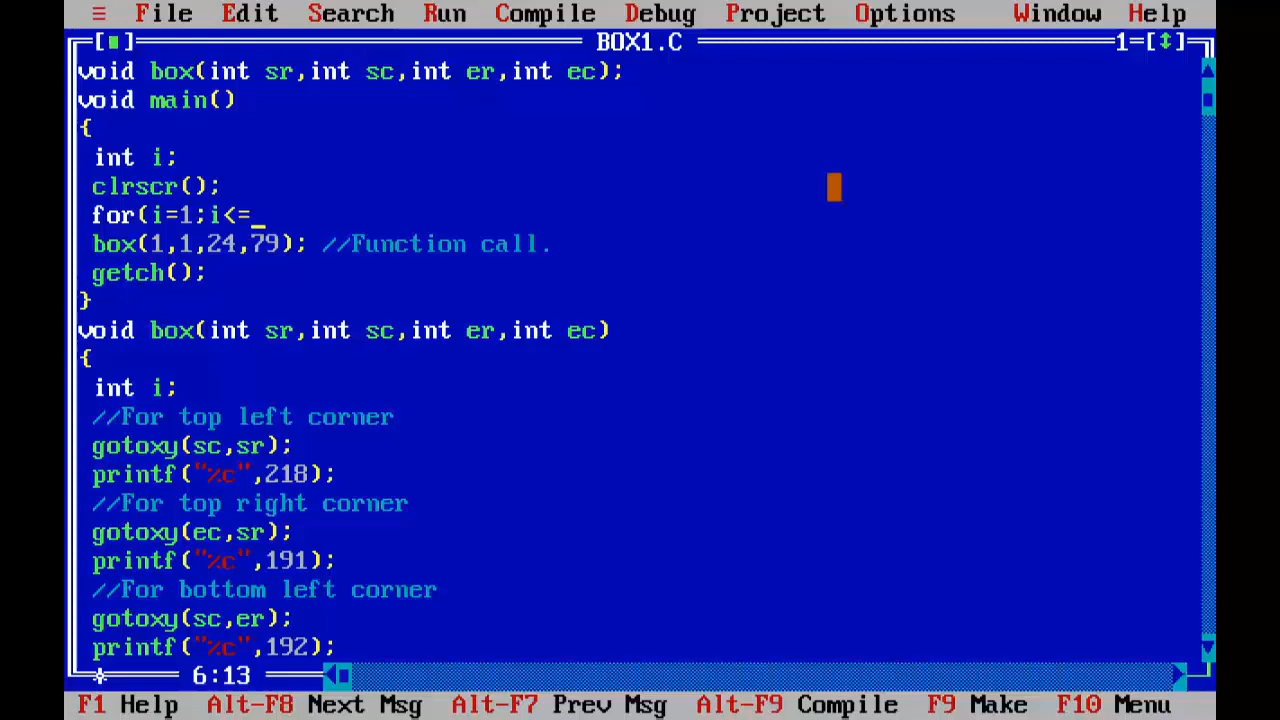 ≡ File Edit Search Run Compile Debug Project Options Window Help
[■] BOX1.C 1=[↕]
void box(int sr,int sc,int er,int ec);
void main()
{
int i;
clrscr();
for(i=1;i<=_
box(1,1,24,79); //Function call.
getch();
}
void box(int sr,int sc,int er,int ec)
{
int i;
//For top left corner
gotoxy(sc,sr);
printf("%c",218);
//For top right corner
gotoxy(ec,sr);
printf("%c",191);
//For bottom left corner
gotoxy(sc,er);
printf("%c",192);
6:13
F1 Help Alt-F8 Next Msg Alt-F7 Prev Msg Alt-F9 Compile F9 Make F10 Menu